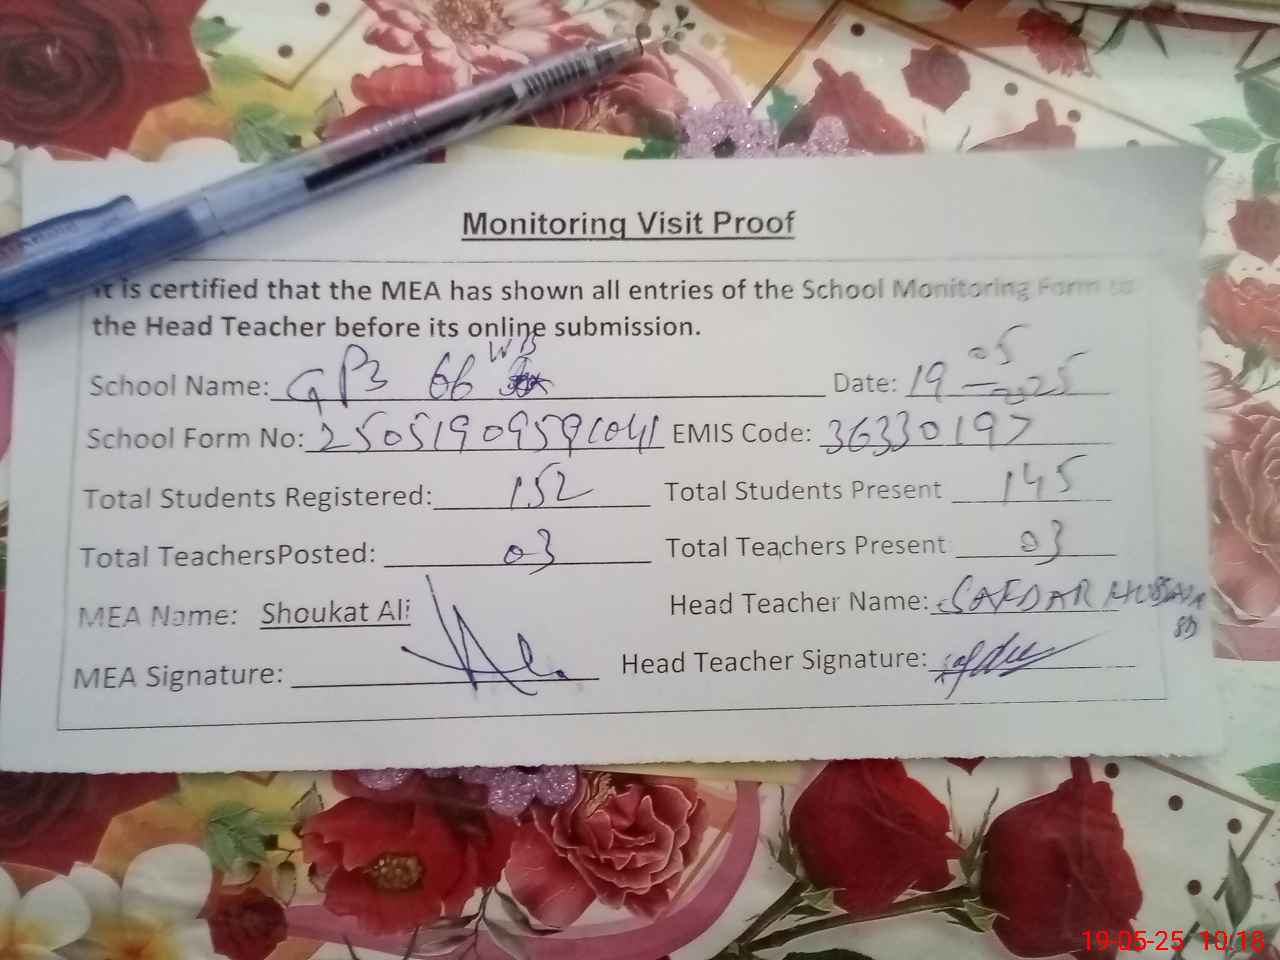 Monitoring Visit Proof
It is certified that the MEA has shown all entries of the School Monitoring Form to
the Head Teacher before its online submission.
School Name: GPS 66 WB Date: 19-05-2025
School Form No: 25051909591041 EMIS Code: 36330197
Total Students Registered: 152 Total Students Present 145
Total TeachersPosted: 03 Total Teachers Present 03
MEA Name: Shoukat Ali Head Teacher Name: SAFDAR HUSSAIN
MEA Signature: Head Teacher Signature:
19-05-25 10:18